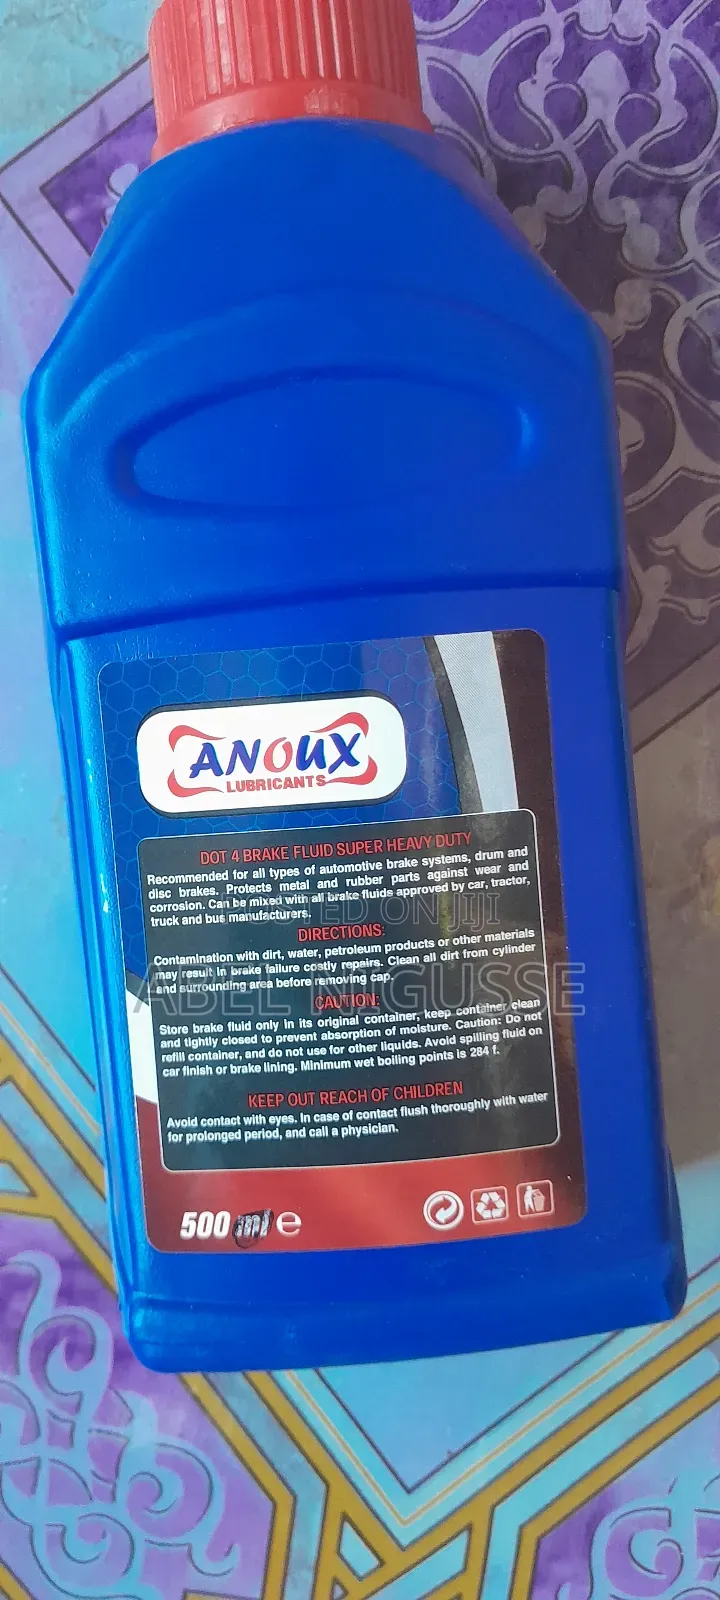 ANOUX
LUBRICANTS
DOT 4 BRAKE FLUID SUPER HEAVY DUTY
Recommended for all types of automotive brake systems, drum and
disc brakes. Protects metal and rubber parts against wear and
corrosion. Can be mixed with all brake fluids approved by car, tractor,
truck and bus manufacturers.
POSTED ON JIJI
DIRECTIONS:
Contamination with dirt, water, petroleum products or other materials
may result in brake failure costly repairs. Clean all dirt from cylinder
and surrounding area before removing cap.
ABEL NIGUSSE
CAUTION:
Store brake fluid only in its original container, keep container clean
and tightly closed to prevent absorption of moisture. Caution: Do not
refill container, and do not use for other liquids. Avoid spilling fluid on
car finish or brake lining. Minimum wet boiling points is 284 f.
KEEP OUT REACH OF CHILDREN
Avoid contact with eyes. In case of contact flush thoroughly with water
for prolonged period, and call a physician.
500 ml e